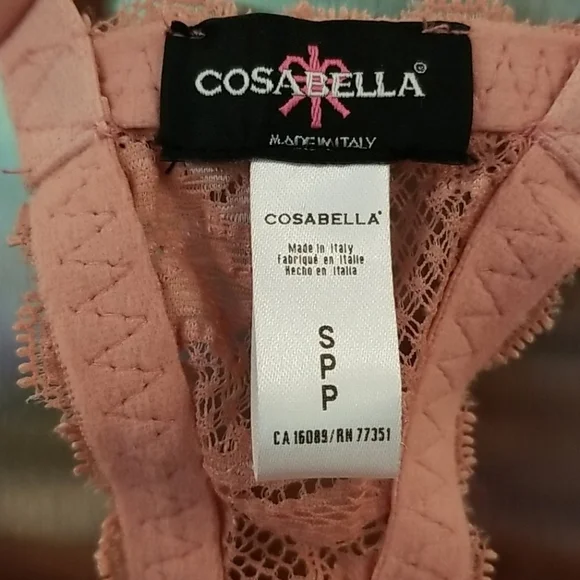 COSABELLA®
MADE IN ITALY
COSABELLA®
Made in Italy
Fabriqué en Italie
Hecho en Italia
S
P
P
CA 16089/RN 77351